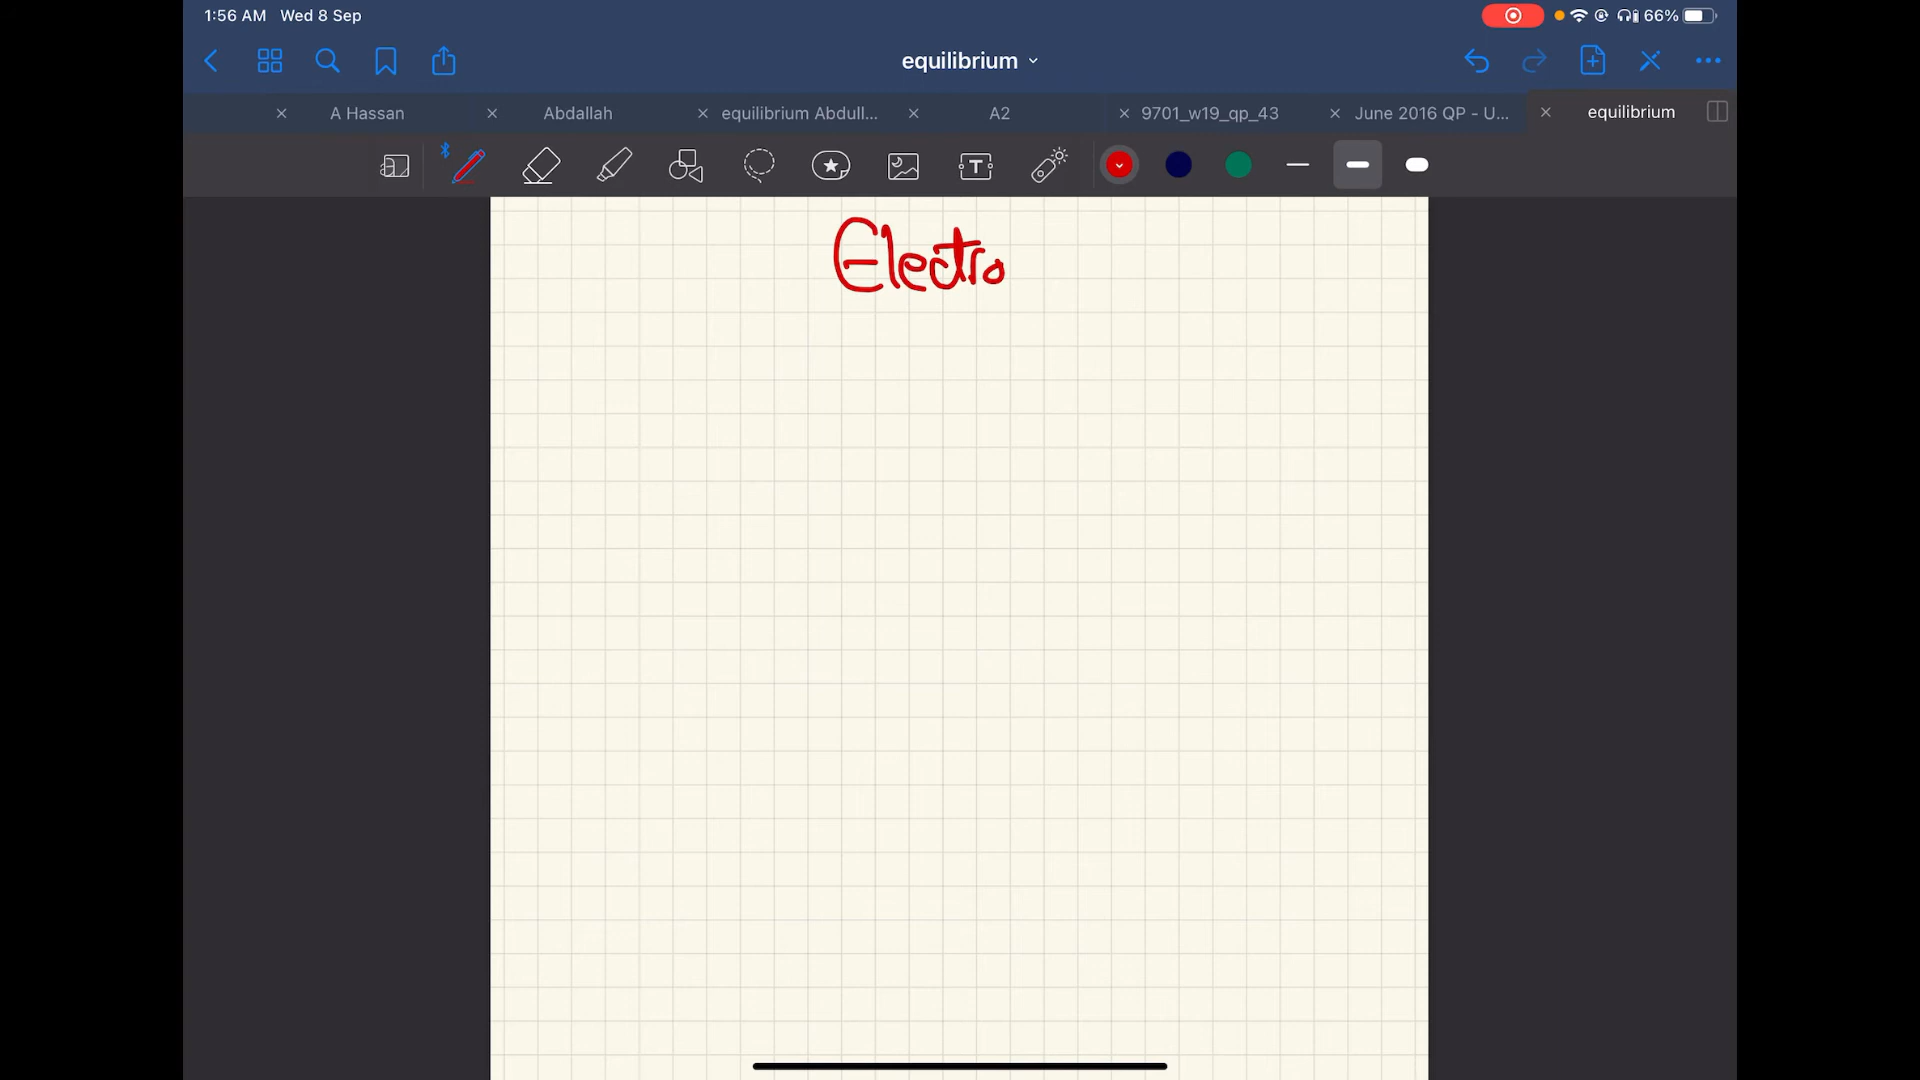 1:56 AM Wed 8 Sep 66%
equilibrium
A Hassan Abdallah equilibrium Abdull... A2 9701_w19_qp_43 June 2016 QP - U... equilibrium
T
Electro